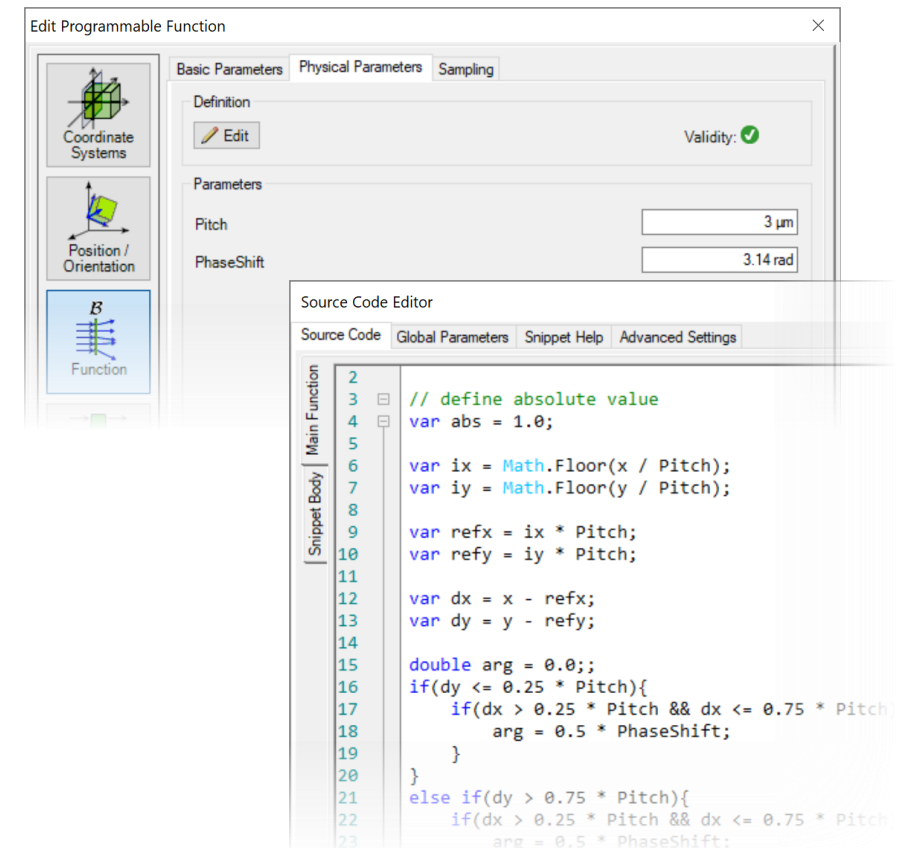 Edit Programmable Function
Basic Parameters Physical Parameters Sampling
Definition
Edit
Validity:
Coordinate
Systems
Parameters
Pitch 3 µm
PhaseShift 3.14 rad
Position /
Orientation
B
Function
Source Code Editor
Source Code Global Parameters Snippet Help Advanced Settings
Main Function
Snippet Body
2
3 // define absolute value
4 var abs = 1.0;
5
6 var ix = Math.Floor(x / Pitch);
7 var iy = Math.Floor(y / Pitch);
8
9 var refx = ix * Pitch;
10 var refy = iy * Pitch;
11
12 var dx = x - refx;
13 var dy = y - refy;
14
15 double arg = 0.0;;
16 if(dy <= 0.25 * Pitch){
17 if(dx > 0.25 * Pitch && dx <= 0.75 * Pitch)
18 arg = 0.5 * PhaseShift;
19 }
20 }
21 else if(dy > 0.75 * Pitch){
22 if(dx > 0.25 * Pitch && dx <= 0.75 * Pitch
23 arg = 0.5 * PhaseShift;